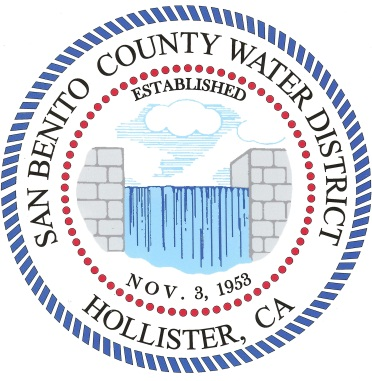 SAN BENITO COUNTY WATER DISTRICT
ESTABLISHED
NOV. 3, 1953
HOLLISTER, CA